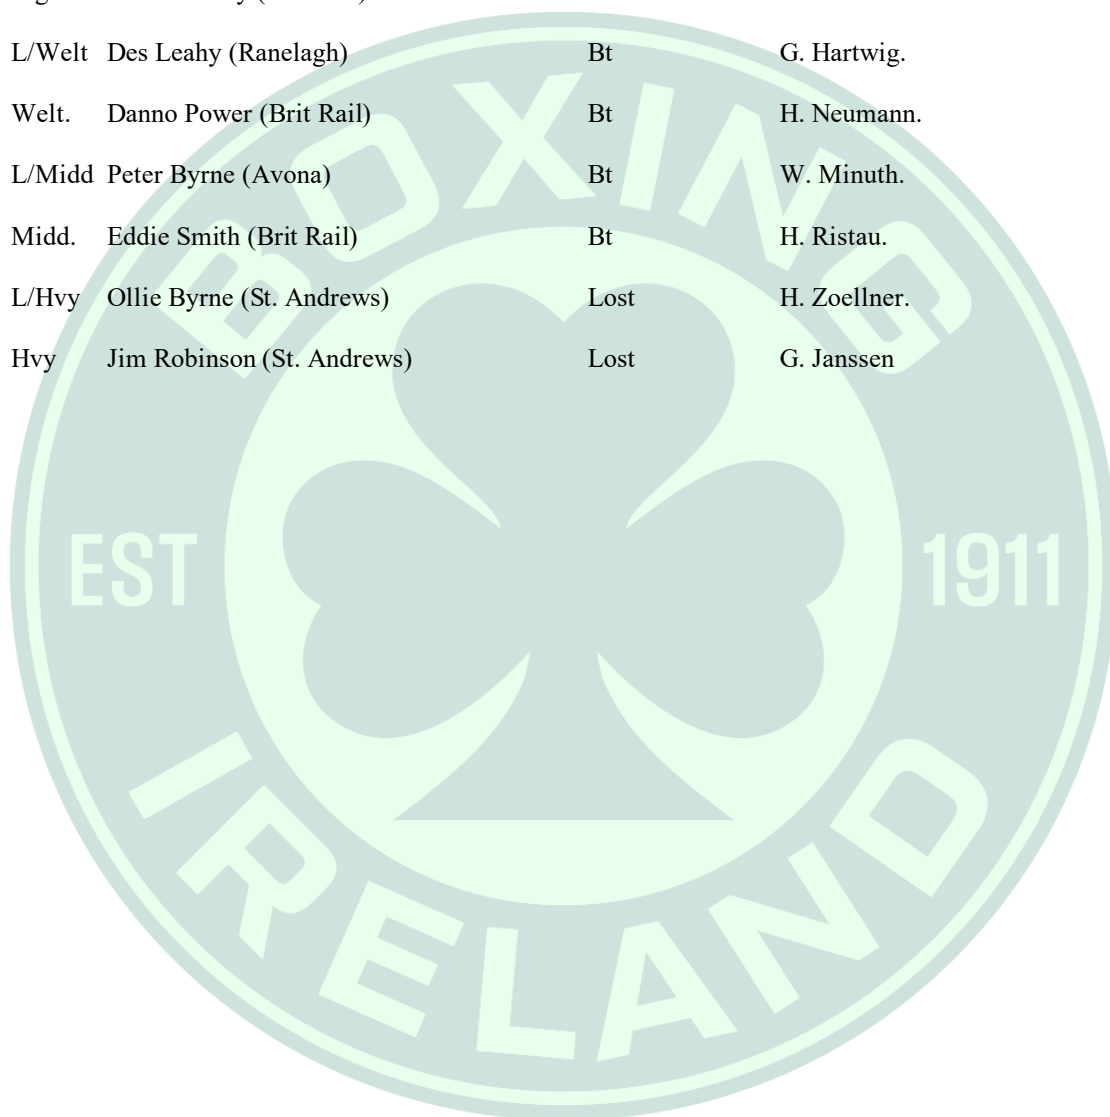 L/Welt Des Leahy (Ranelagh) Bt G. Hartwig.
Welt. Danno Power (Brit Rail) Bt H. Neumann.
L/Midd Peter Byrne (Avona) Bt W. Minuth.
Midd. Eddie Smith (Brit Rail) Bt H. Ristau.
L/Hvy Ollie Byrne (St. Andrews) Lost H. Zoellner.
Hvy Jim Robinson (St. Andrews) Lost G. Janssen
BOXING
EST 1911
IRELAND